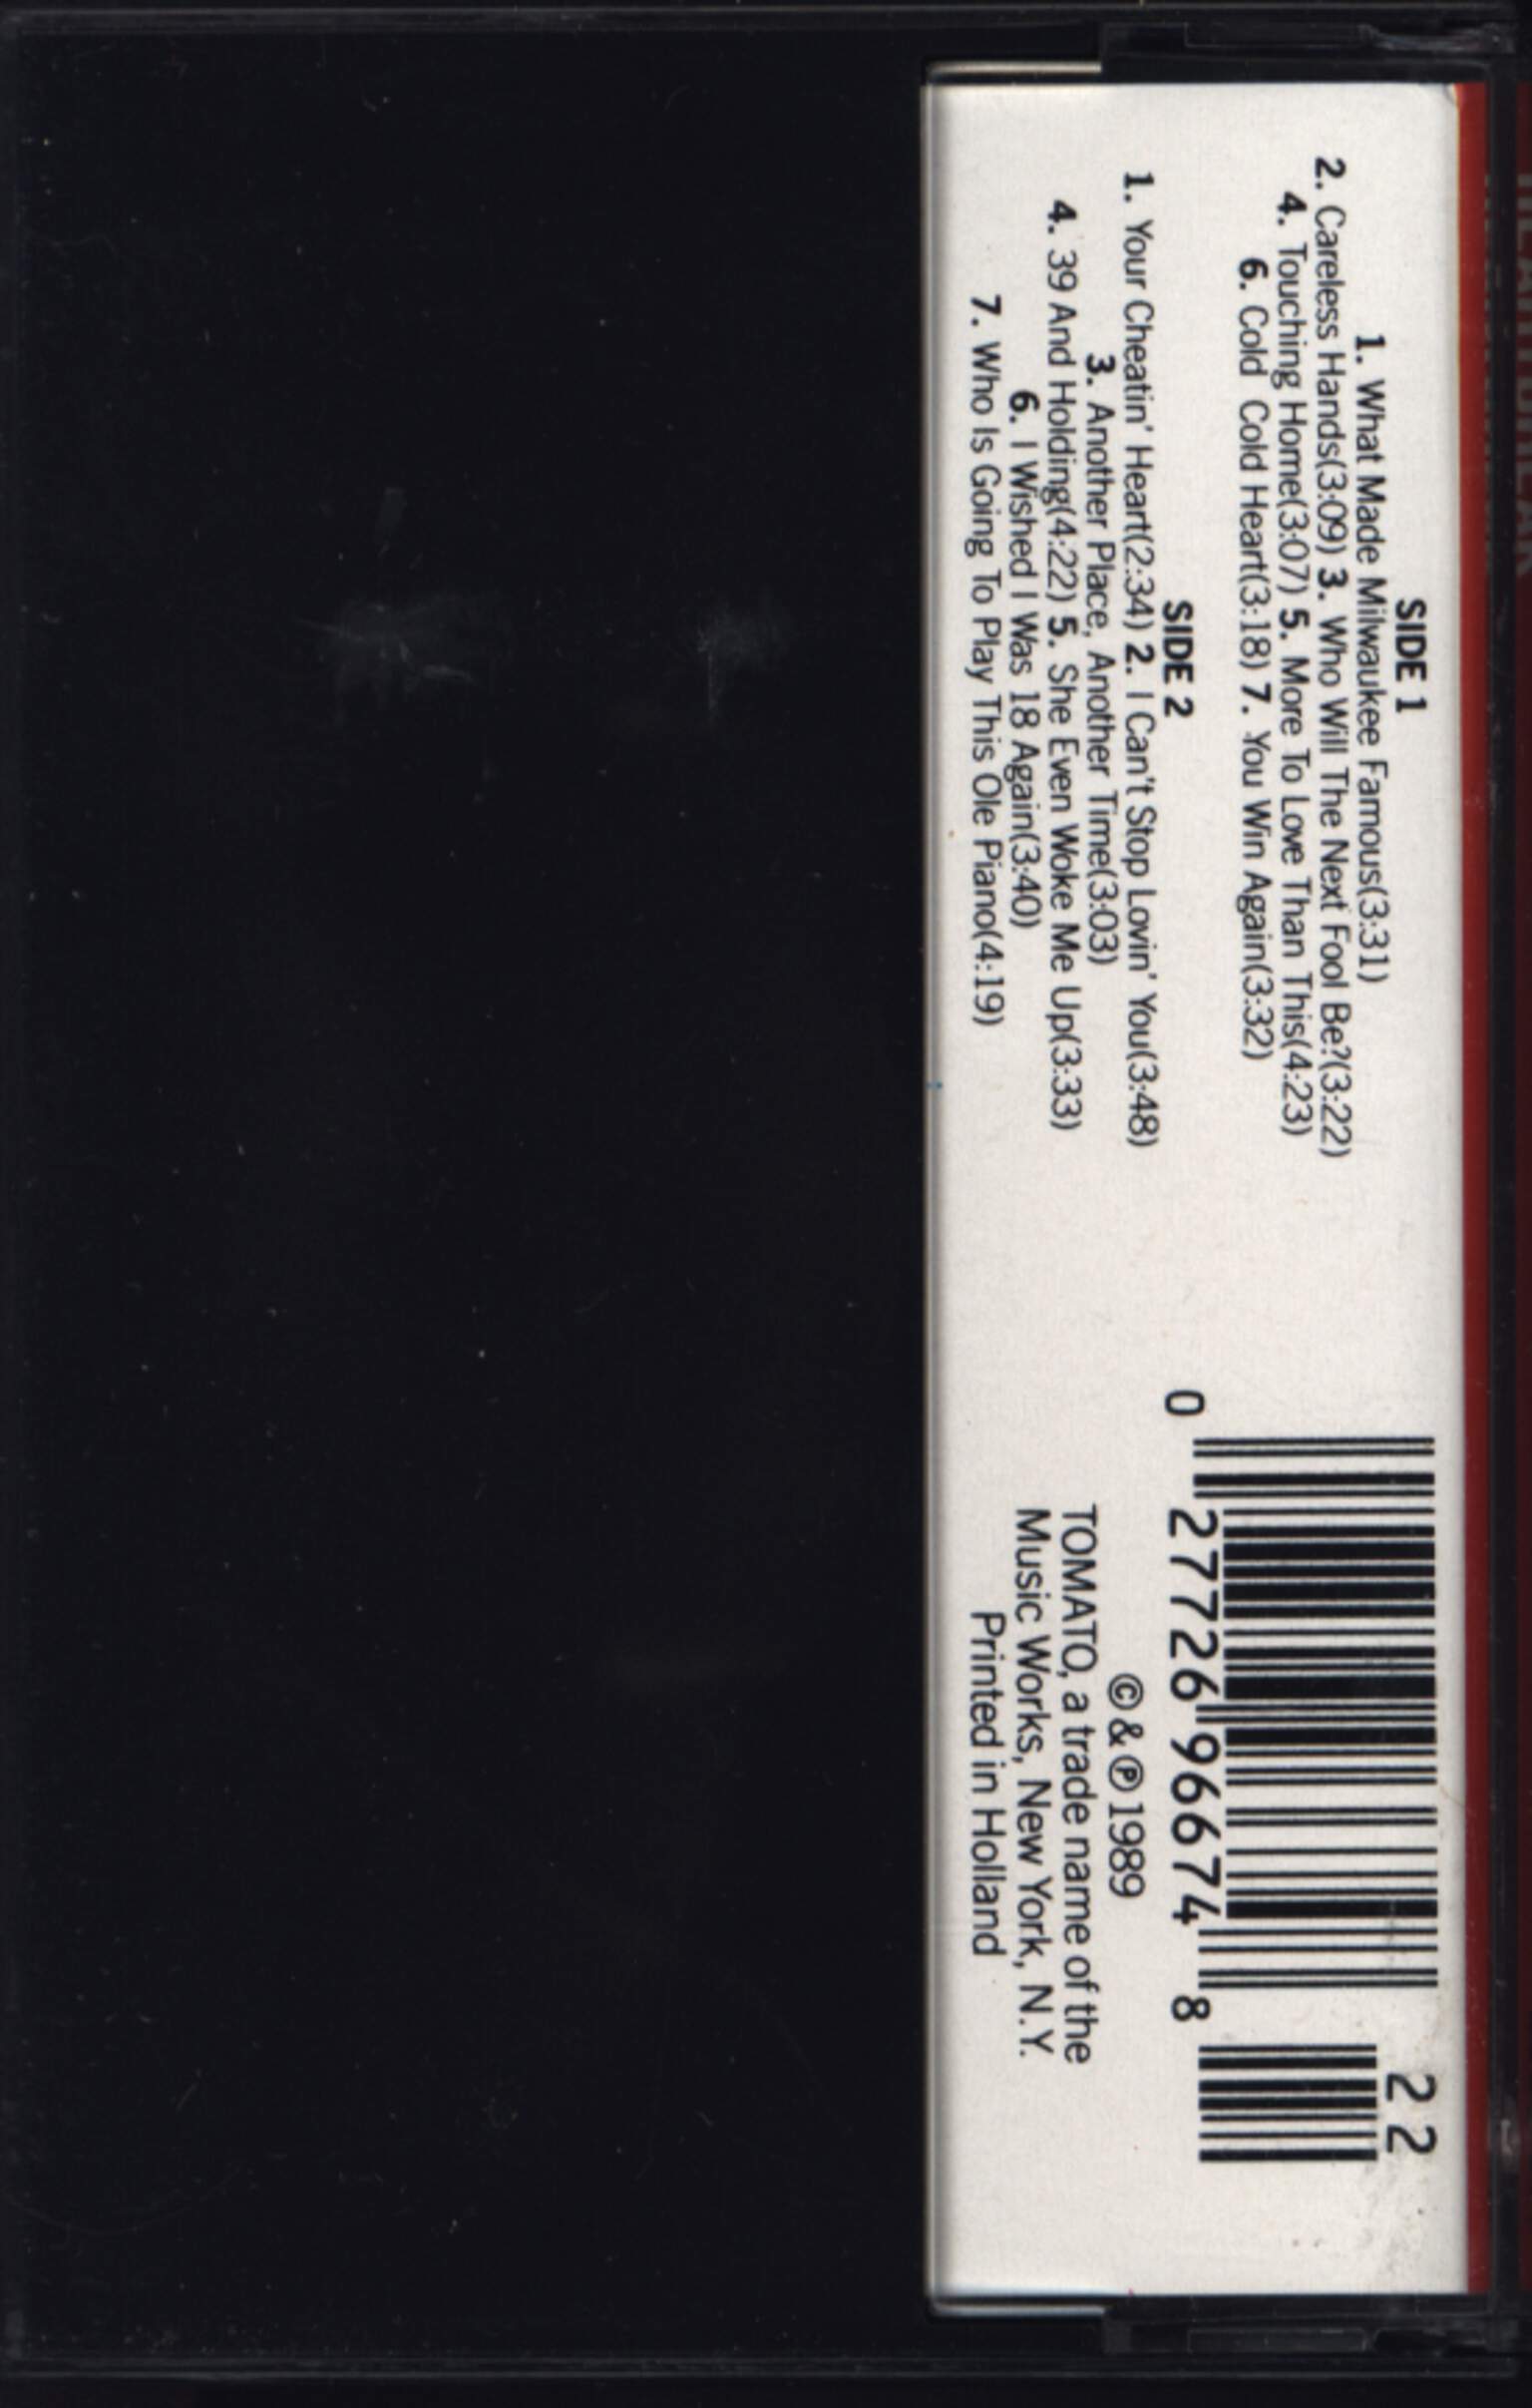 SIDE 1
1. What Made Milwaukee Famous(3:31)
2. Careless Hands(3:09) 3. Who Will The Next Fool Be?(3:22)
4. Touching Home(3:07) 5. More To Love Than This(4:23)
6. Cold Cold Heart(3:18) 7. You Win Again(3:32)
SIDE 2
1. Your Cheatin' Heart(2:34) 2. I Can't Stop Lovin' You(3:48)
3. Another Place, Another Time(3:03)
4. 39 And Holding(4:22) 5. She Even Woke Me Up(3:33)
6. I Wished I Was 18 Again(3:40)
7. Who Is Going To Play This Ole Piano(4:19)
22
0 27726 96674 8
© & ℗ 1989
TOMATO, a trade name of the
Music Works, New York, N.Y.
Printed in Holland